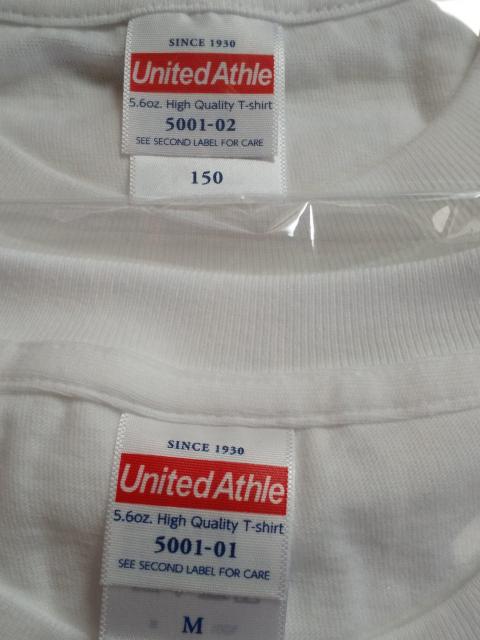 SINCE 1930
United Athle
5.6oz. High Quality T-shirt
5001-02
SEE SECOND LABEL FOR CARE
150
SINCE 1930
United Athle
5.6oz. High Quality T-shirt
5001-01
SEE SECOND LABEL FOR CARE
M